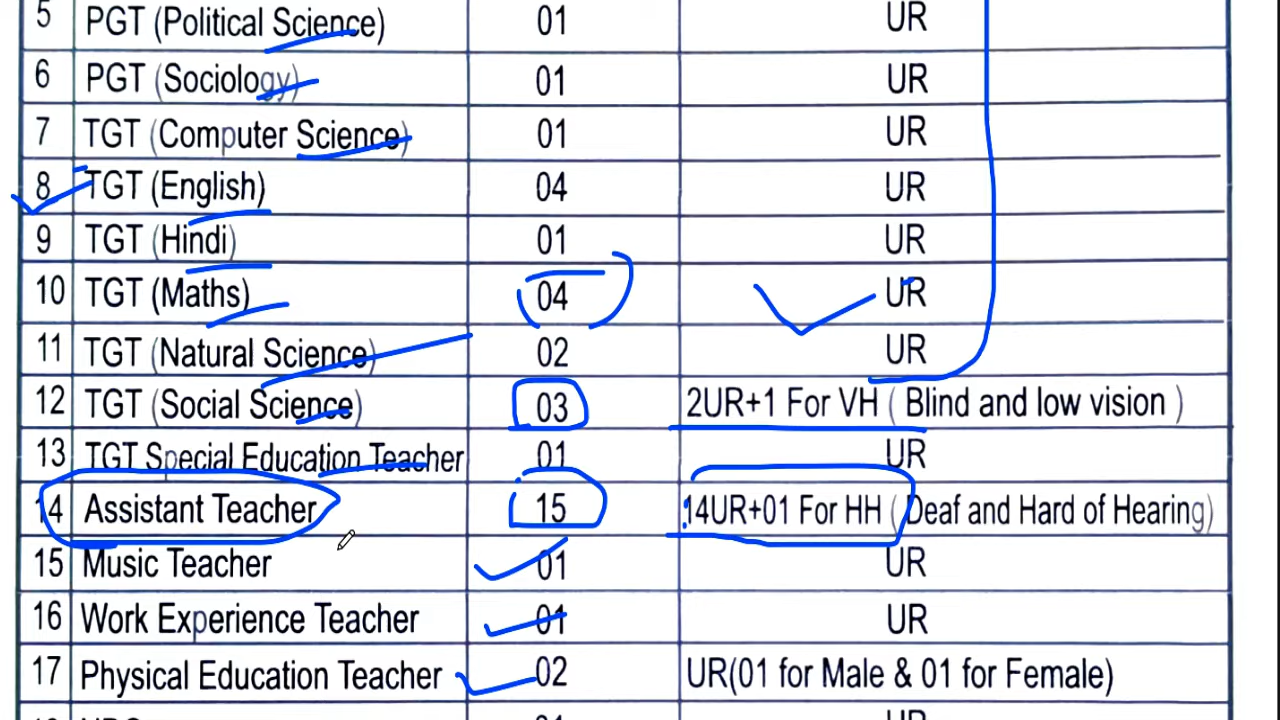 5 PGT (Political Science) 01 UR
6 PGT (Sociology) 01 UR
7 TGT (Computer Science) 01 UR
8 TGT (English) 04 UR
9 TGT (Hindi) 01 UR
10 TGT (Maths) 04 UR
11 TGT (Natural Science) 02 UR
12 TGT (Social Science) 03 2UR+1 For VH ( Blind and low vision )
13 TGT Special Education Teacher 01 UR
14 Assistant Teacher 15 14UR+01 For HH ( Deaf and Hard of Hearing)
15 Music Teacher 01 UR
16 Work Experience Teacher 01 UR
17 Physical Education Teacher 02 UR(01 for Male & 01 for Female)
UR